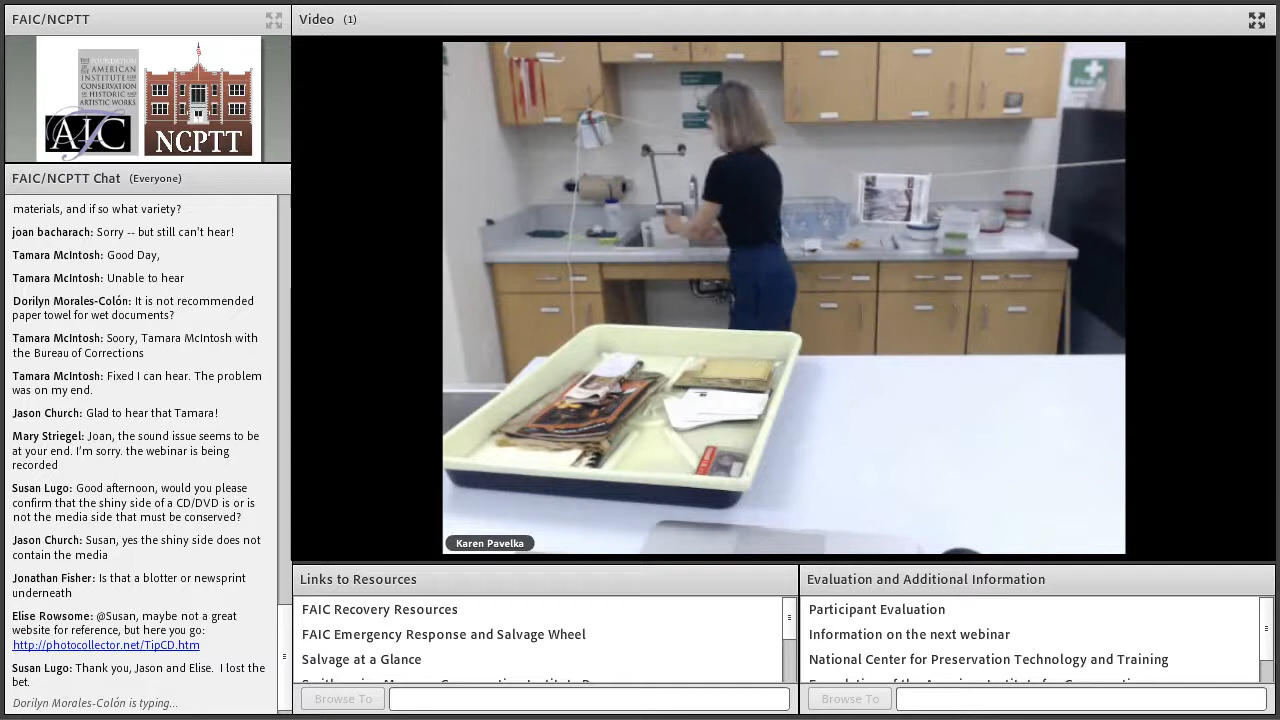 FAIC/NCPTT
THE FOUNDATION
OF THE AMERICAN
INSTITUTE FOR
CONSERVATION
OF HISTORIC AND
ARTISTIC WORKS
AIC
NCPTT
FAIC/NCPTT Chat (Everyone)
materials, and if so what variety?
joan bacharach: Sorry -- but still can't hear!
Tamara McIntosh: Good Day,
Tamara McIntosh: Unable to hear
Dorilyn Morales-Colón: It is not recommended
paper towel for wet documents?
Tamara McIntosh: Soory, Tamara McIntosh with
the Bureau of Corrections
Tamara McIntosh: Fixed I can hear. The problem
was on my end.
Jason Church: Glad to hear that Tamara!
Mary Striegel: Joan, the sound issue seems to be
at your end. I'm sorry. the webinar is being
recorded
Susan Lugo: Good afternoon, would you please
confirm that the shiny side of a CD/DVD is or is
not the media side that must be conserved?
Jason Church: Susan, yes the shiny side does not
contain the media
Jonathan Fisher: Is that a blotter or newsprint
underneath
Elise Rowsome: @Susan, maybe not a great
website for reference, but here you go:
http://photocollector.net/TipCD.htm
Susan Lugo: Thank you, Jason and Elise. I lost the
bet.
Dorilyn Morales-Colón is typing...
Video (1)
Karen Pavelka
Links to Resources
FAIC Recovery Resources
FAIC Emergency Response and Salvage Wheel
Salvage at a Glance
Browse To
Evaluation and Additional Information
Participant Evaluation
Information on the next webinar
National Center for Preservation Technology and Training
Browse To